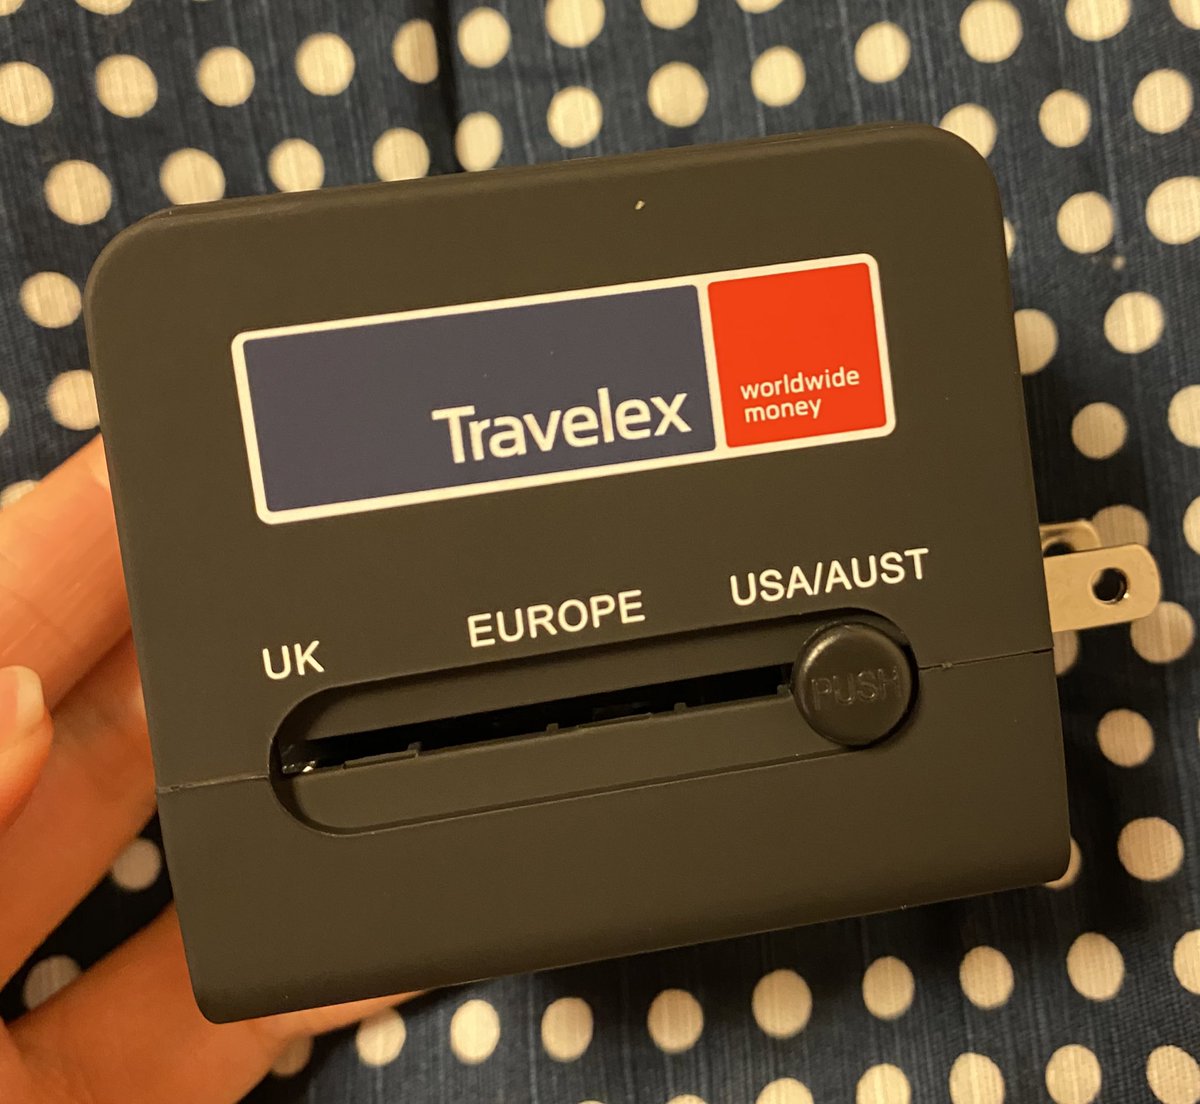 Travelex
worldwide
money
UK EUROPE USA/AUST
PUSH